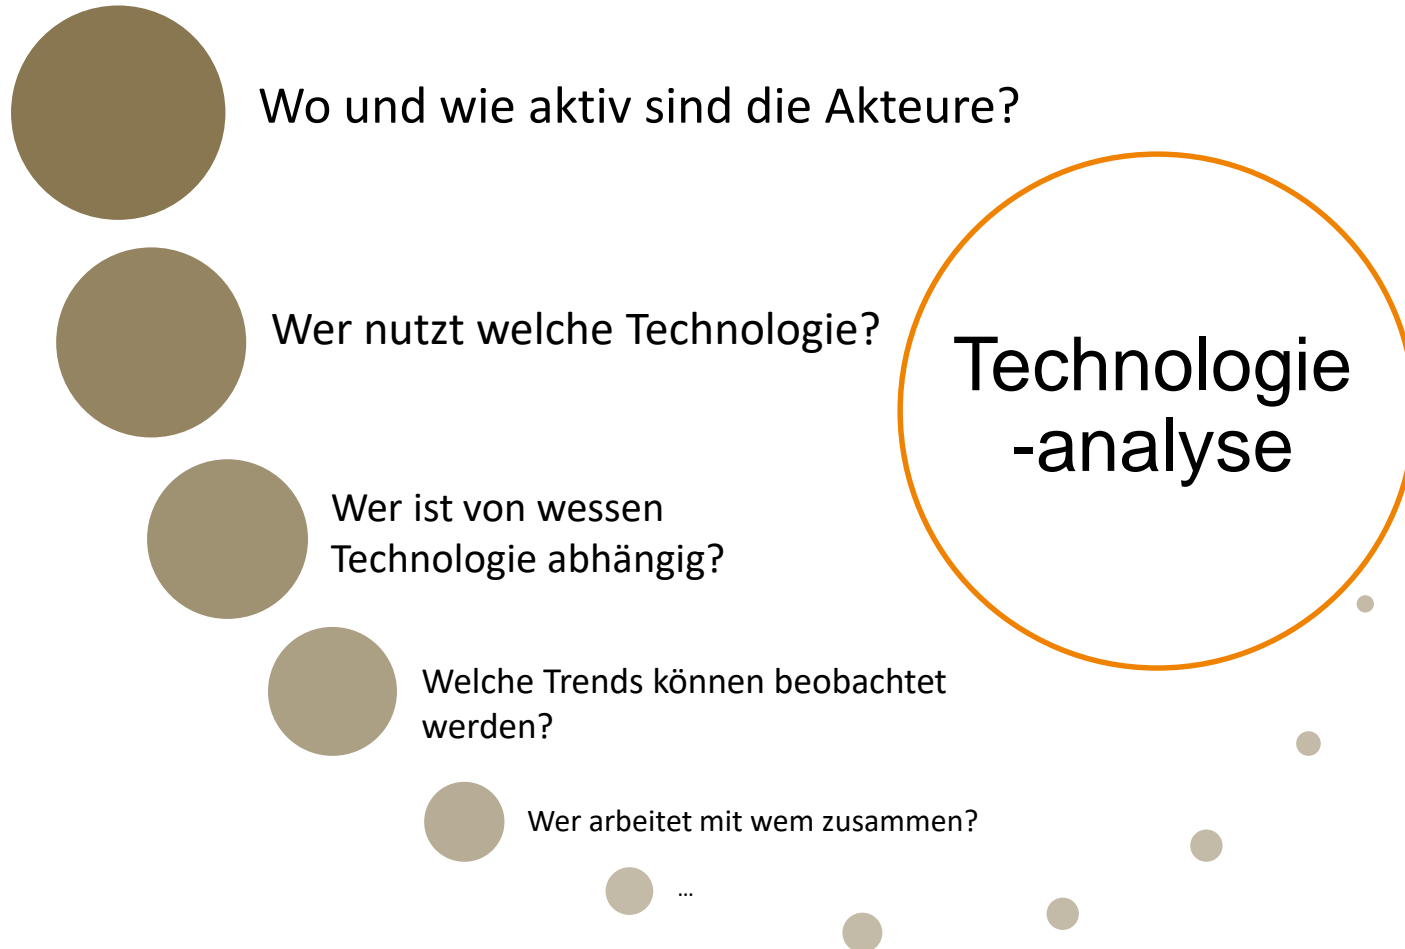 Wo und wie aktiv sind die Akteure?
Wer nutzt welche Technologie?
Technologie
-analyse
Wer ist von wessen
Technologie abhängig?
Welche Trends können beobachtet
werden?
Wer arbeitet mit wem zusammen?
…